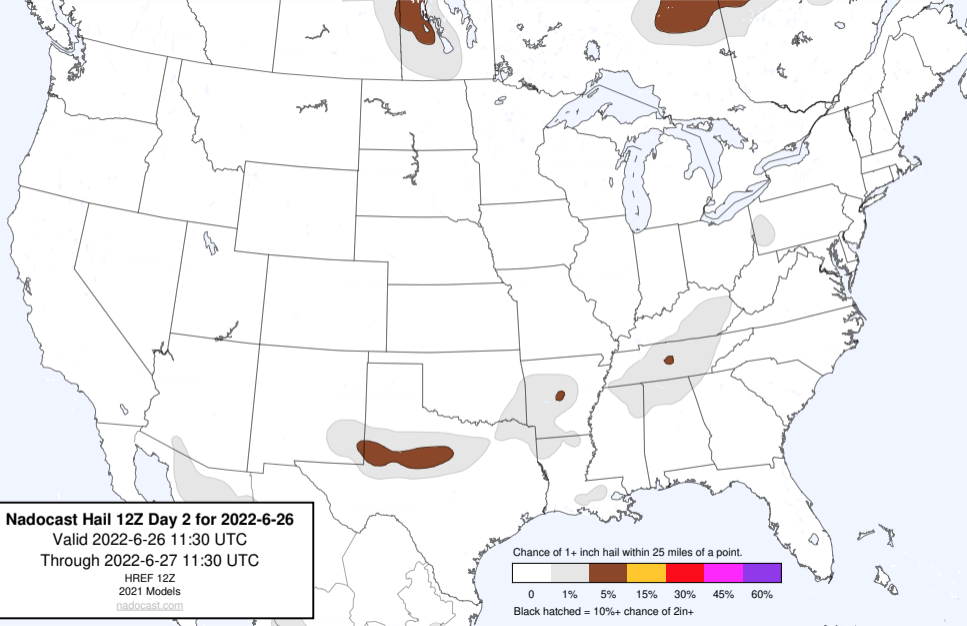 Nadocast Hail 12Z Day 2 for 2022-6-26
Valid 2022-6-26 11:30 UTC
Through 2022-6-27 11:30 UTC
HREF 12Z
2021 Models
nadocast.com
Chance of 1+ inch hail within 25 miles of a point.
0 1% 5% 15% 30% 45% 60%
Black hatched = 10%+ chance of 2in+